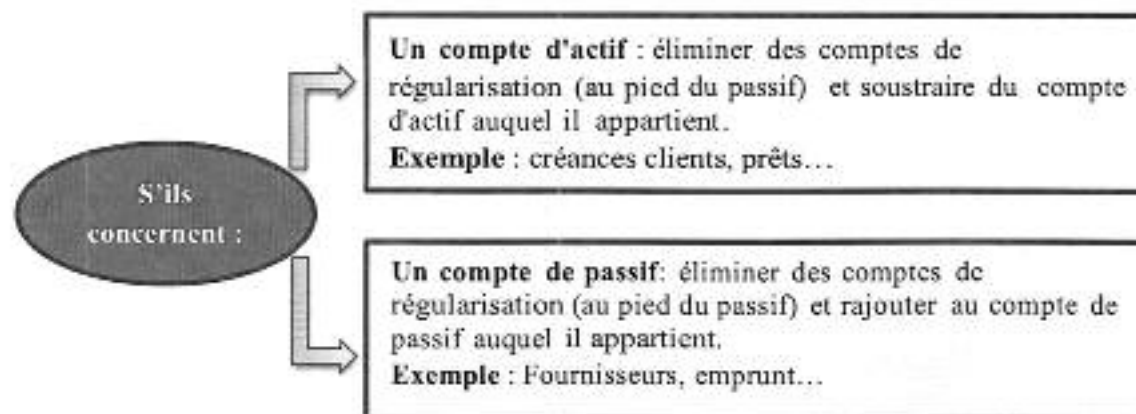 Un compte d'actif : éliminer des comptes de
régularisation (au pied du passif) et soustraire du compte
d'actif auquel il appartient.
Exemple : créances clients, prêts…
S'ils
concernent :
Un compte de passif: éliminer des comptes de
régularisation (au pied du passif) et rajouter au compte de
passif auquel il appartient.
Exemple : Fournisseurs, emprunt…